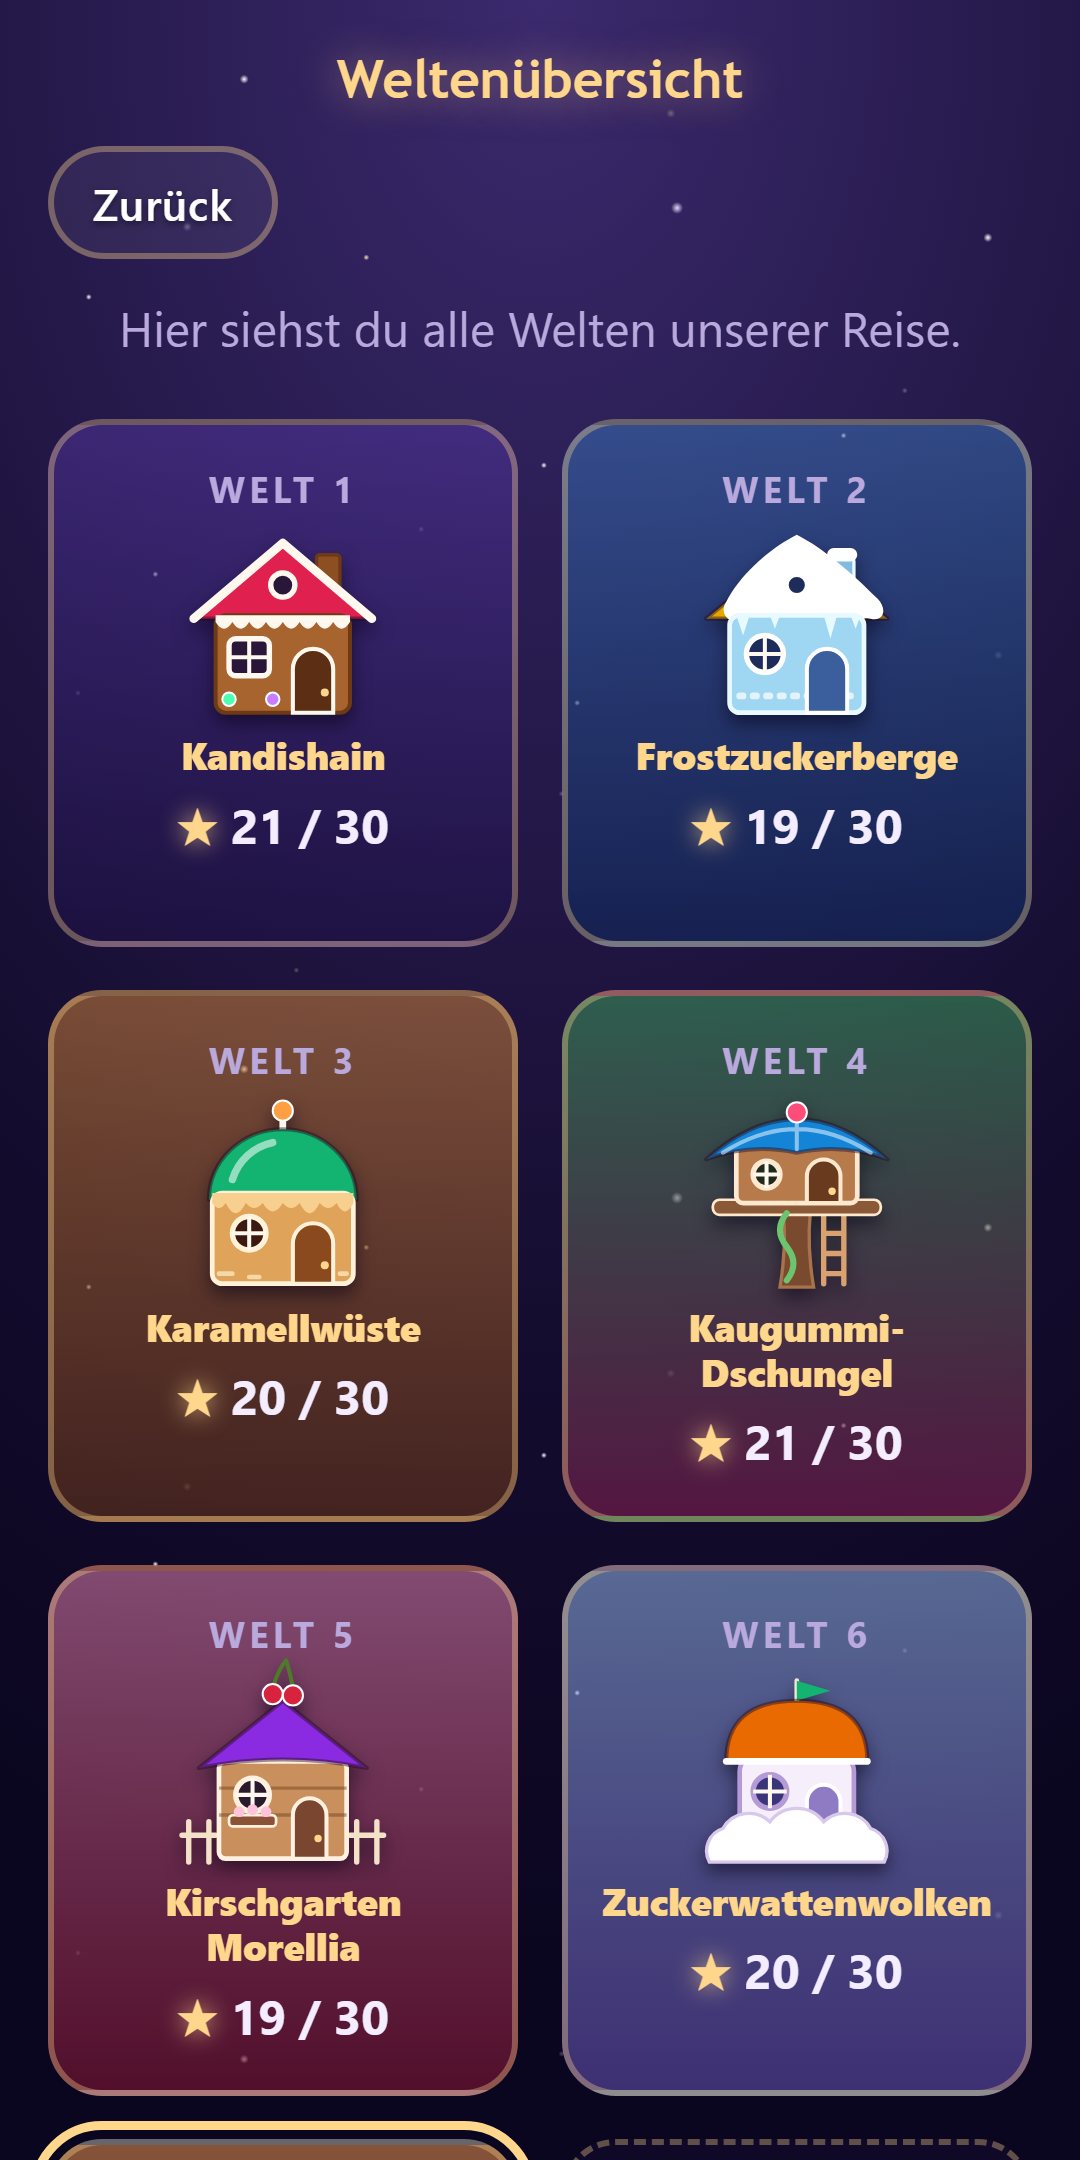 Weltenübersicht
Zurück
Hier siehst du alle Welten unserer Reise.
WELT 1
Kandishain
21 / 30
WELT 2
Frostzuckerberge
19 / 30
WELT 3
Karamellwüste
20 / 30
WELT 4
Kaugummi-
Dschungel
21 / 30
WELT 5
Kirschgarten
Morellia
19 / 30
WELT 6
Zuckerwattenwolken
20 / 30